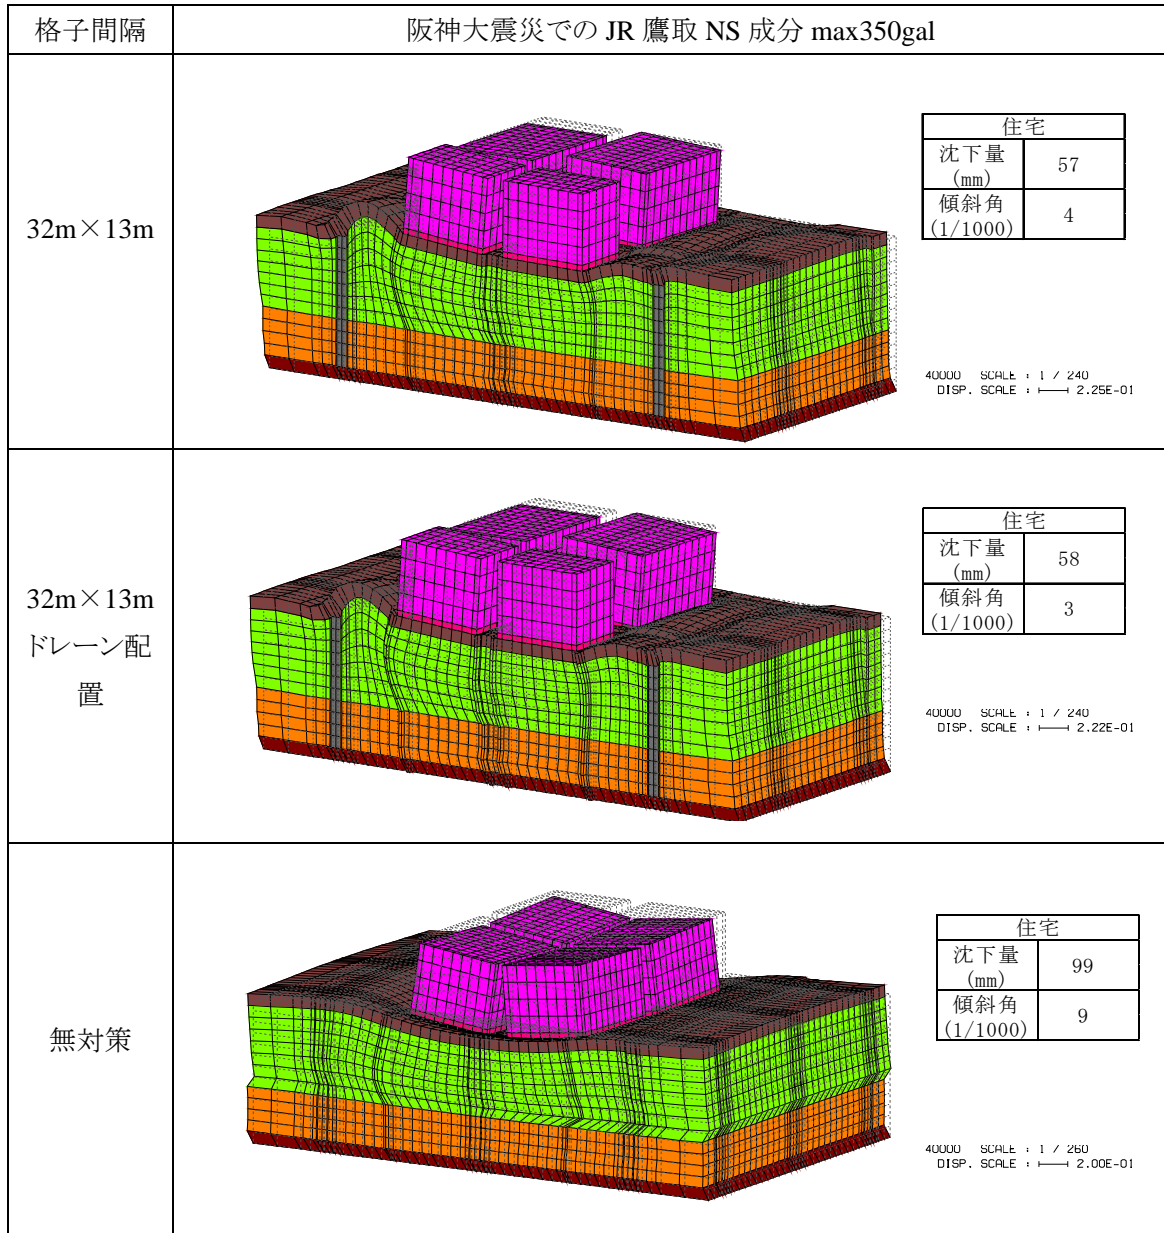 格子間隔
阪神大震災での JR 鷹取 NS 成分 max350gal
32m×13m
住宅
沈下量
(mm)
57
傾斜角
(1/1000)
4
40000 SCALE : 1 / 240
DISP. SCALE : 2.25E-01
32m×13m
ドレーン配
置
住宅
沈下量
(mm)
58
傾斜角
(1/1000)
3
40000 SCALE : 1 / 240
DISP. SCALE : 2.22E-01
無対策
住宅
沈下量
(mm)
99
傾斜角
(1/1000)
9
40000 SCALE : 1 / 260
DISP. SCALE : 2.00E-01